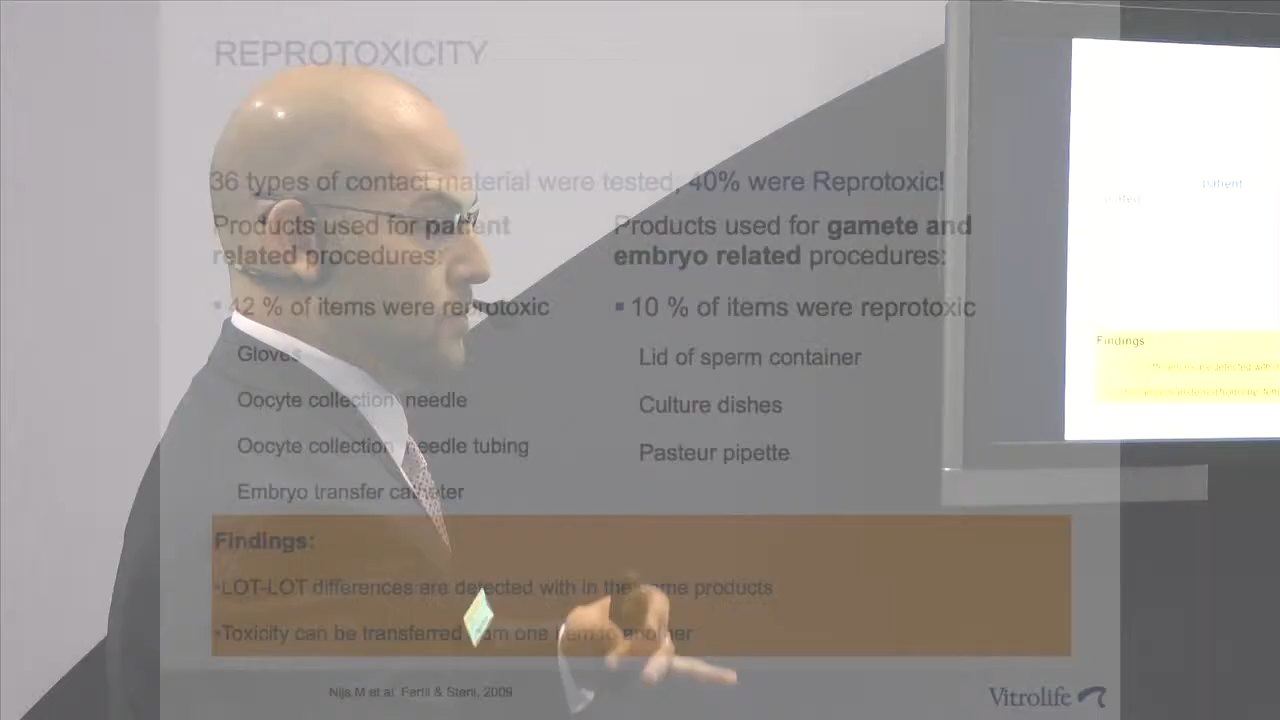 REPROTOXICITY
36 types of contact material were tested, 40% were Reprotoxic!
Products used for patient
related procedures:
▪ 42 % of items were reprotoxic
Gloves
Oocyte collection needle
Oocyte collection needle tubing
Embryo transfer catheter
Products used for gamete and
embryo related procedures:
▪ 10 % of items were reprotoxic
Lid of sperm container
Culture dishes
Pasteur pipette
Findings:
•LOT-LOT differences are detected with in the same products
•Toxicity can be transferred from one item to another
Nijs M et al. Fertil & Steril, 2009
Vitrolife
patient
Findings